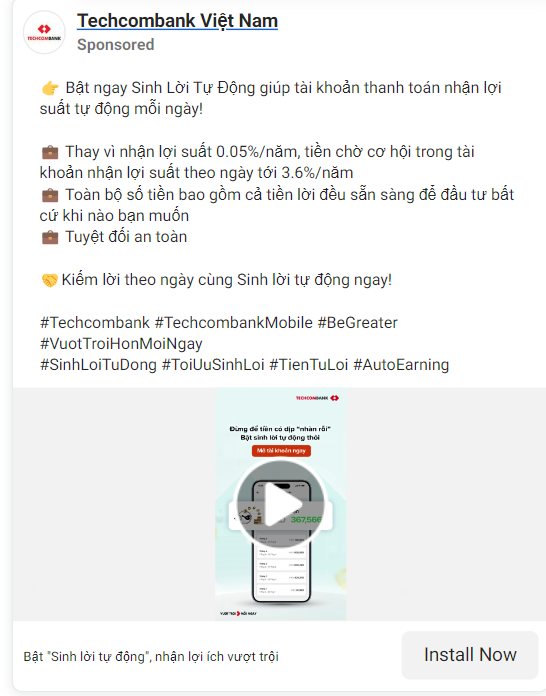 Techcombank Việt Nam
TECHCOMBANK
Sponsored
👉 Bật ngay Sinh Lời Tự Động giúp tài khoản thanh toán nhận lợi
suất tự động mỗi ngày!
💼 Thay vì nhận lợi suất 0.05%/năm, tiền chờ cơ hội trong tài
khoản nhận lợi suất theo ngày tới 3.6%/năm
💼 Toàn bộ số tiền bao gồm cả tiền lời đều sẵn sàng để đầu tư bất
cứ khi nào bạn muốn
💼 Tuyệt đối an toàn
🤝Kiếm lời theo ngày cùng Sinh lời tự động ngay!
#Techcombank #TechcombankMobile #BeGreater
#VuotTroiHonMoiNgay
#SinhLoiTuDong #ToiUuSinhLoi #TienTuLoi #AutoEarning
TECHCOMBANK
Đừng để tiền có dịp "nhàn rỗi"
Bật sinh lời tự động thôi
Mở tài khoản ngay
367,566
VƯỢT TRỘI MỖI NGÀY
Bật "Sinh lời tự động", nhận lợi ích vượt trội
Install Now